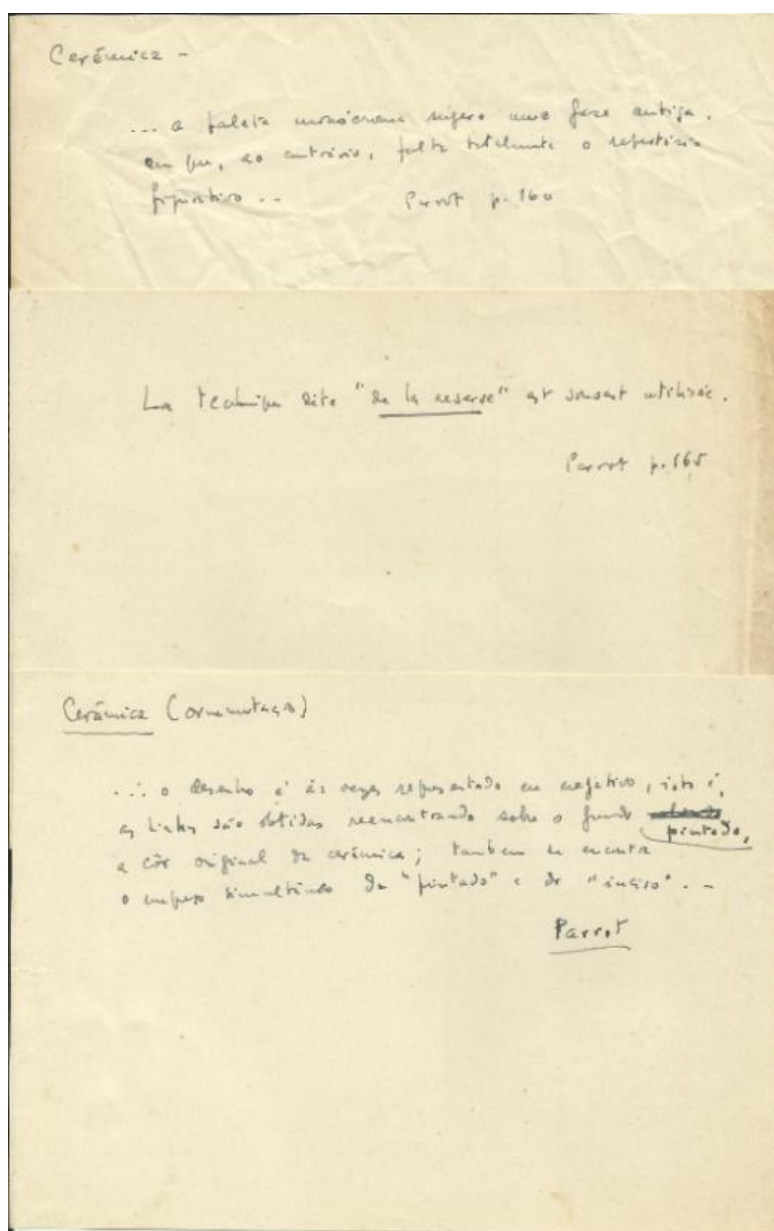 Cerâmica -
... a paleta monócroma sugere uma fase antiga,
em que, ao contrário, falta totalmente o repertório
figurativo . .
Parrot p. 160
La technique dite "de la reserve" est souvent utilisée.
Parrot p. 165
Cerâmica (ornamentação)
... o desenho é às vezes representado em negativo, isto é,
as linhas são obtidas reencontrando sobre o fundo pintado,
a côr original da cerâmica; tambem se encontra
o emprego simultâneo do "pintado" e do "inciso". -
Parrot